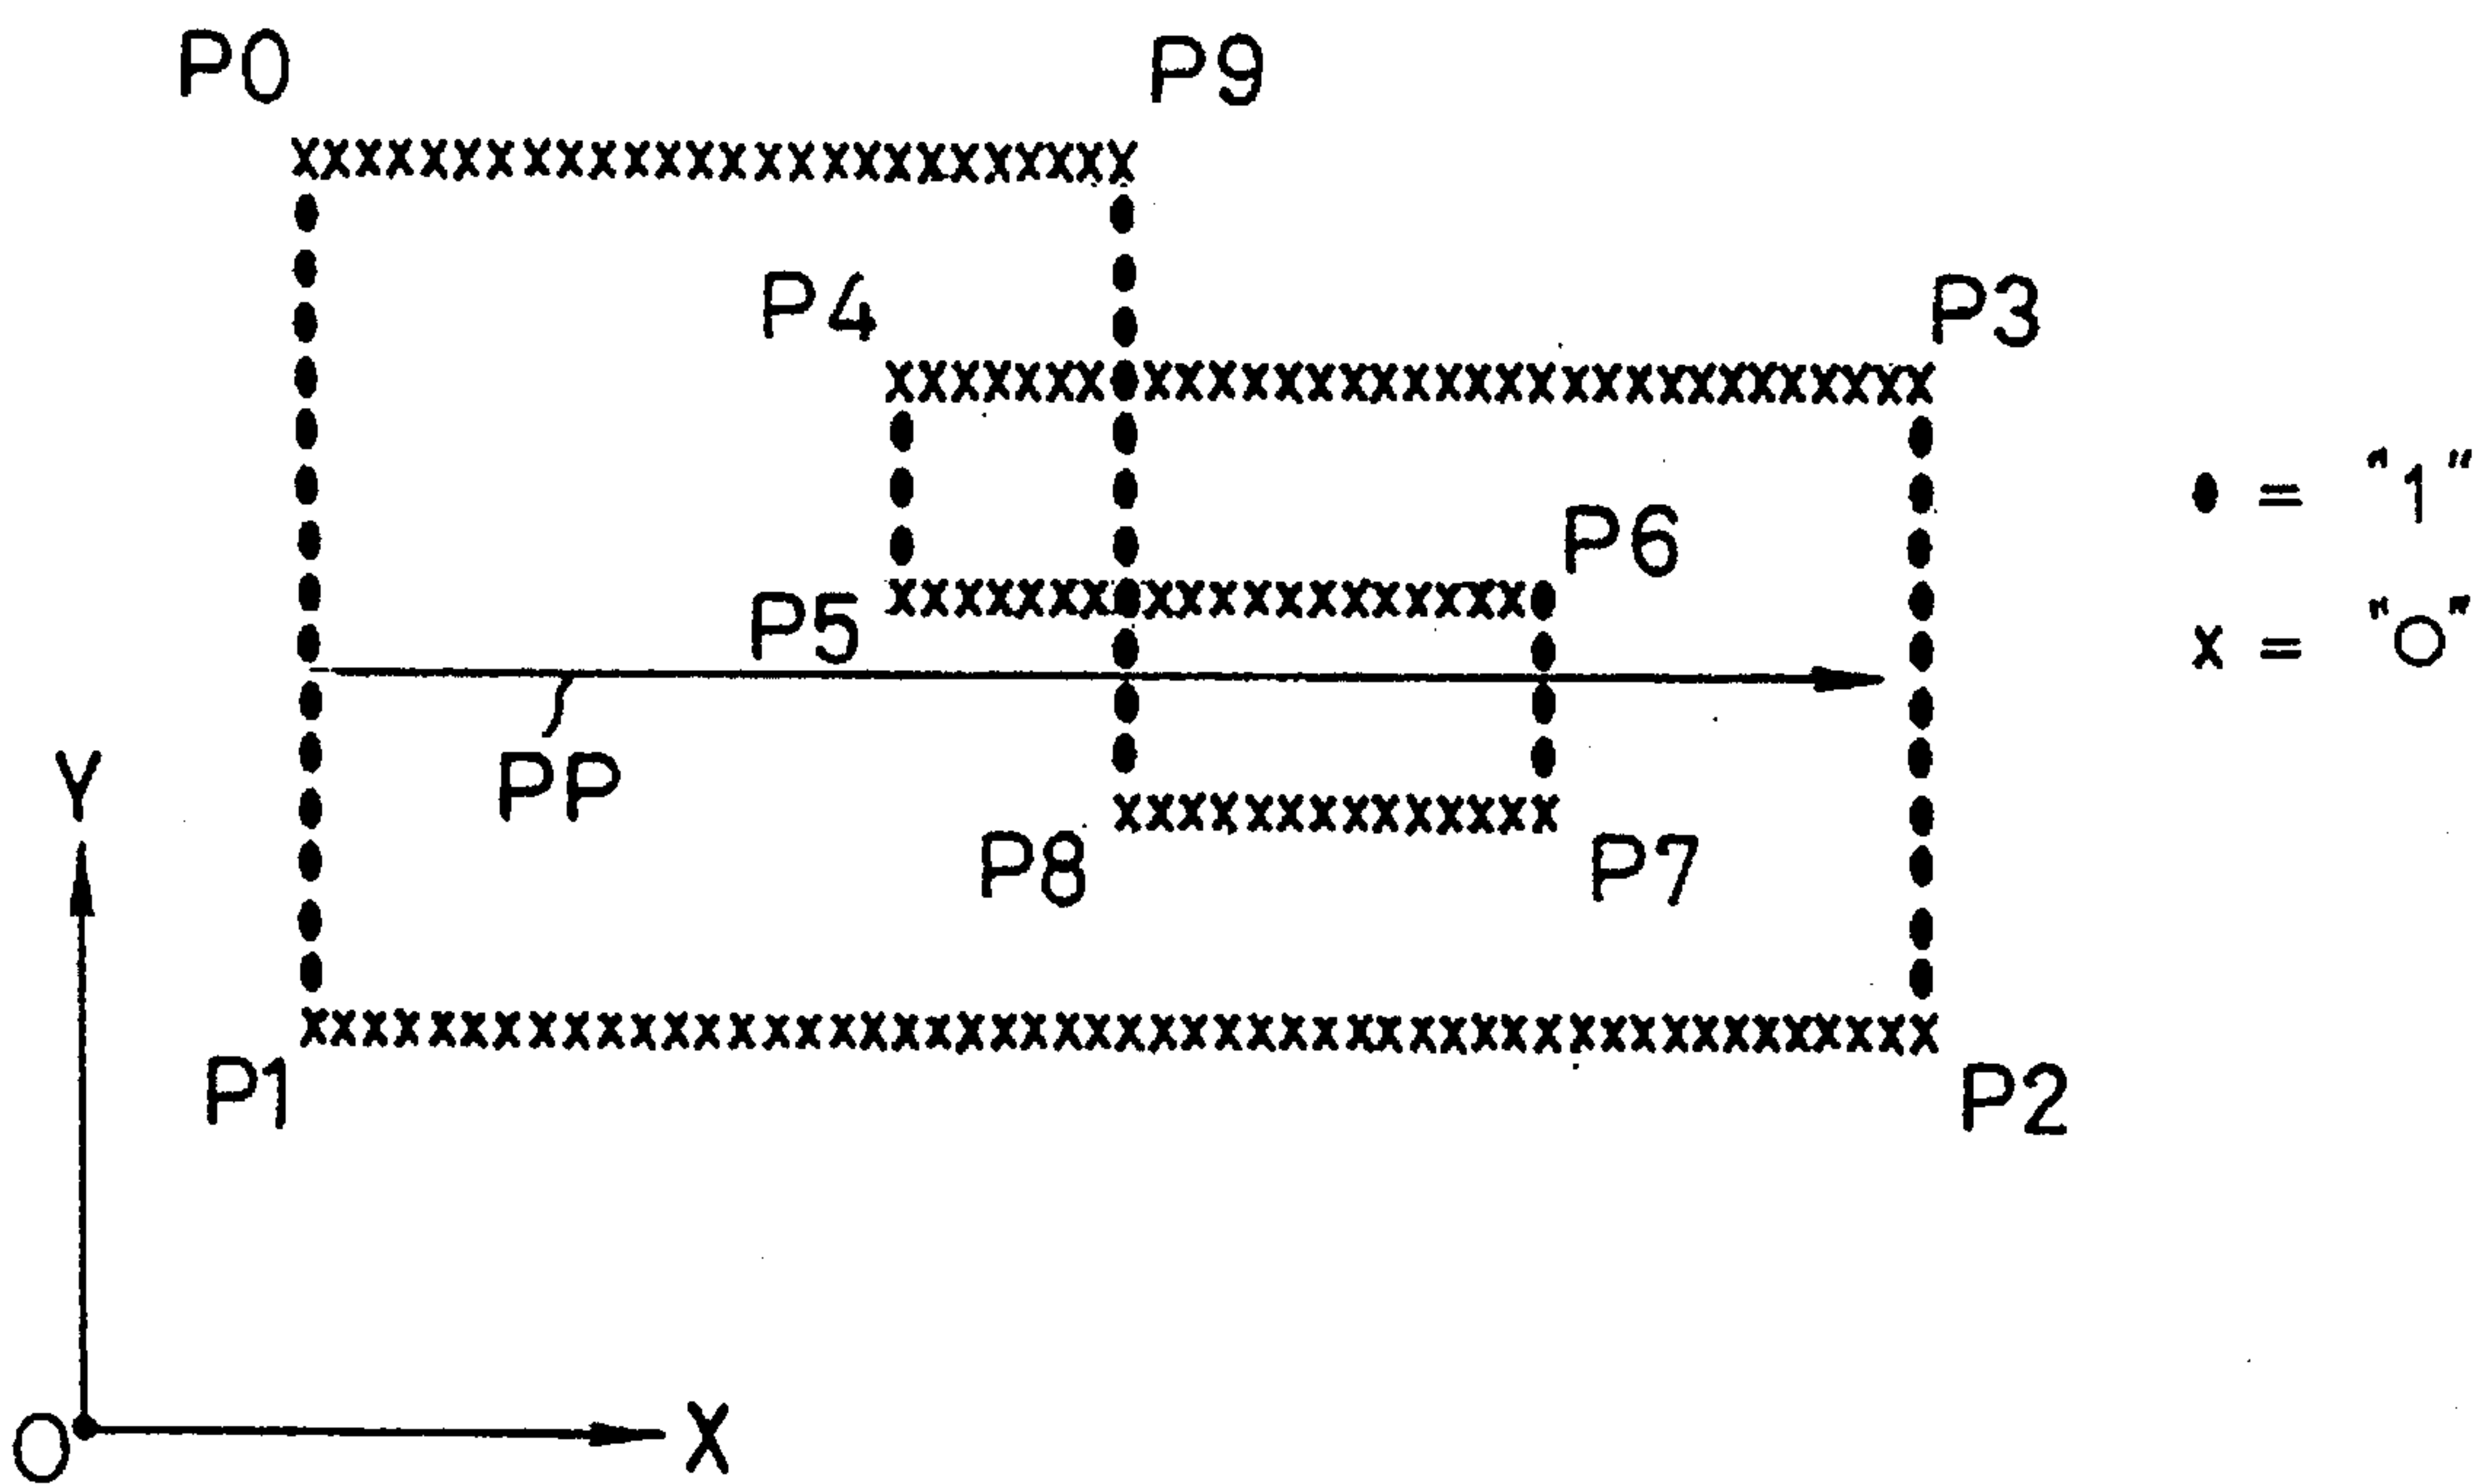 P0 P9
P4 P3
● = "1"
P6
P5
x = "0"
PP
Y
P8 P7
P1 P2
O X